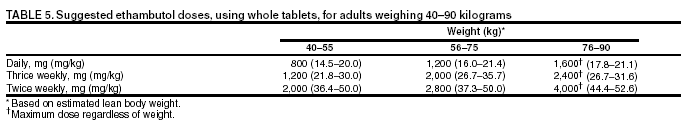 TABLE 5. Suggested ethambutol doses, using whole tablets, for adults weighing 40–90 kilograms
Weight (kg)*
40–55 56–75 76–90
Daily, mg (mg/kg) 800 (14.5–20.0) 1,200 (16.0–21.4) 1,600† (17.8–21.1)
Thrice weekly, mg (mg/kg) 1,200 (21.8–30.0) 2,000 (26.7–35.7) 2,400† (26.7–31.6)
Twice weekly, mg (mg/kg) 2,000 (36.4–50.0) 2,800 (37.3–50.0) 4,000† (44.4–52.6)
* Based on estimated lean body weight.
† Maximum dose regardless of weight.